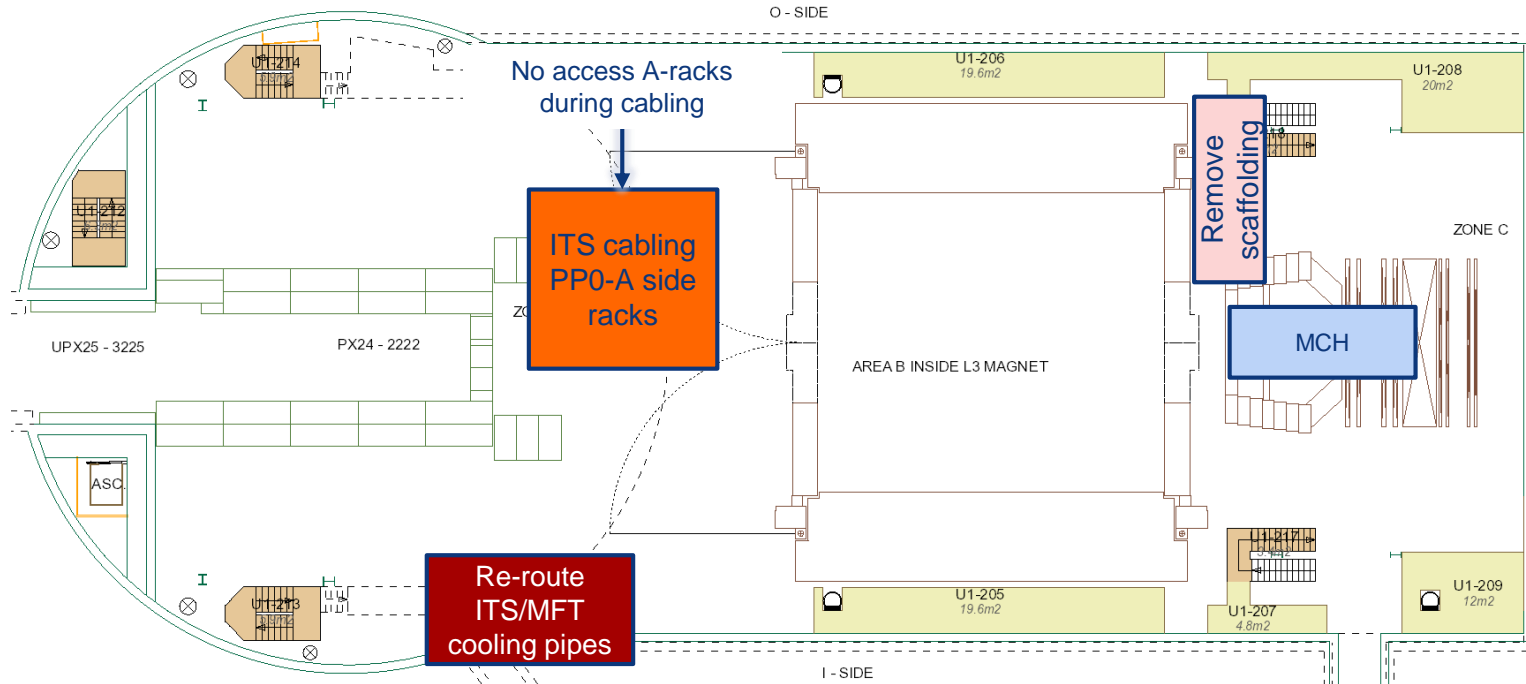 O - SIDE
U1-214
No access A-racks
during cabling
U1-206
19.6m2
U1-208
20m2
Remove
scaffolding
U1-212
ITS cabling
PP0-A side
racks
ZONE C
UPX25 - 3225
PX24 - 2222
MCH
AREA B INSIDE L3 MAGNET
ASC.
Re-route
ITS/MFT
cooling pipes
U1-213
U1-217
U1-205
19.6m2
U1-207
4.8m2
U1-209
12m2
I - SIDE